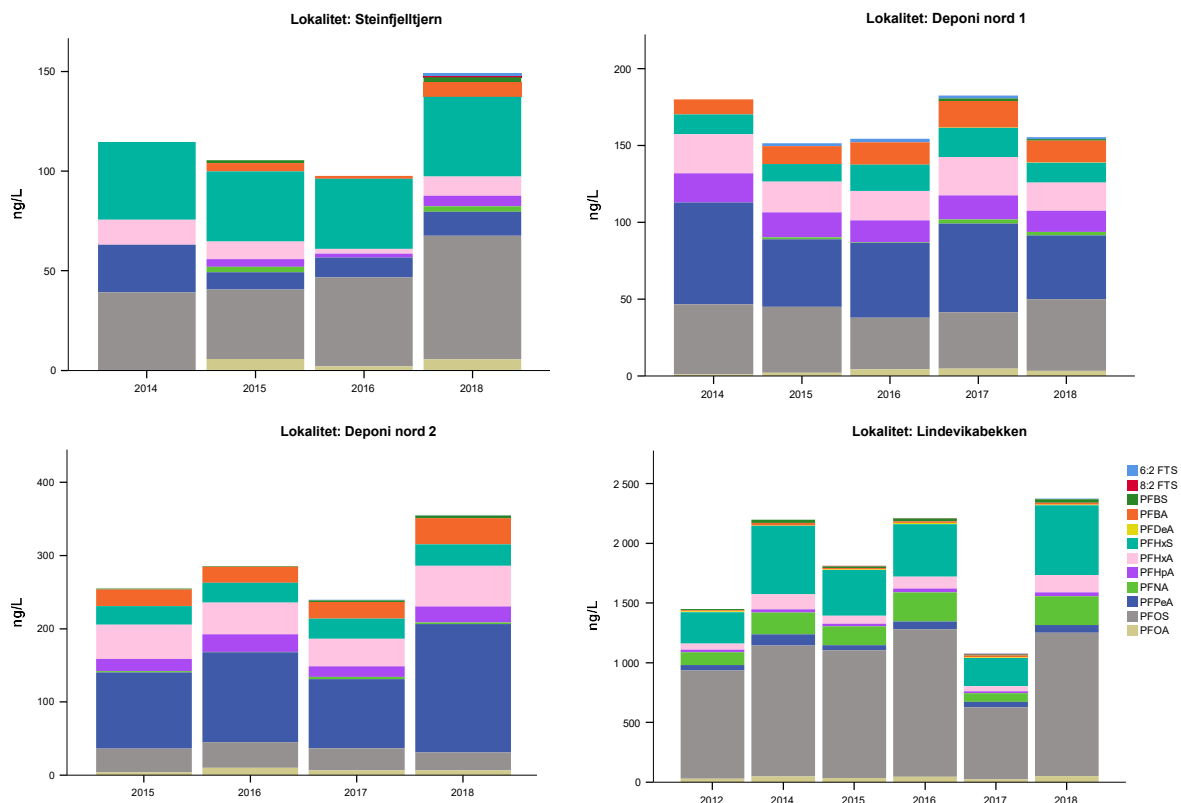 Lokalitet: Steinfjelltjern
ng/L
150
100
50
0
2014
2015
2016
2018
Lokalitet: Deponi nord 1
ng/L
200
150
100
50
0
2014
2015
2016
2017
2018
Lokalitet: Deponi nord 2
ng/L
400
300
200
100
0
2015
2016
2017
2018
Lokalitet: Lindevikabekken
ng/L
2 500
2 000
1 500
1 000
500
0
2012
2014
2015
2016
2017
2018
6:2 FTS
8:2 FTS
PFBS
PFBA
PFDeA
PFHxS
PFHxA
PFHpA
PFNA
PFPeA
PFOS
PFOA